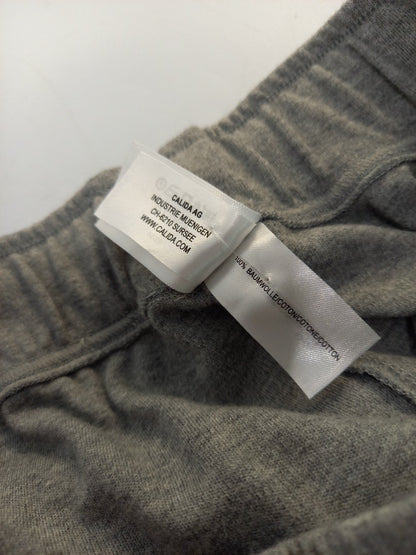 CALIDA AG
INDUSTRIE MUENIGEN
CH-6210 SURSEE
WWW.CALIDA.COM
100% BAUMWOLLE/COTON/COTONE/COTTON